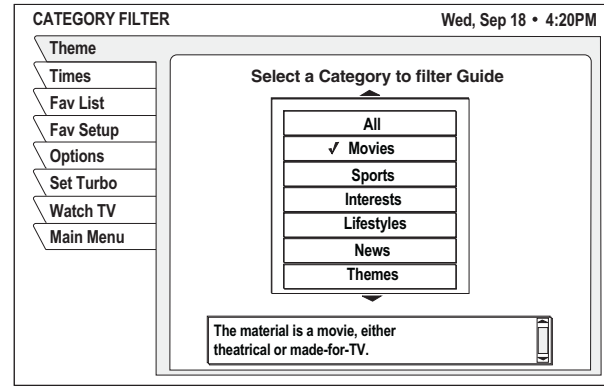 CATEGORY FILTER
Wed, Sep 18 • 4:20PM
Theme
Times
Fav List
Fav Setup
Options
Set Turbo
Watch TV
Main Menu
Select a Category to filter Guide
All
✓ Movies
Sports
Interests
Lifestyles
News
Themes
The material is a movie, either
theatrical or made-for-TV.